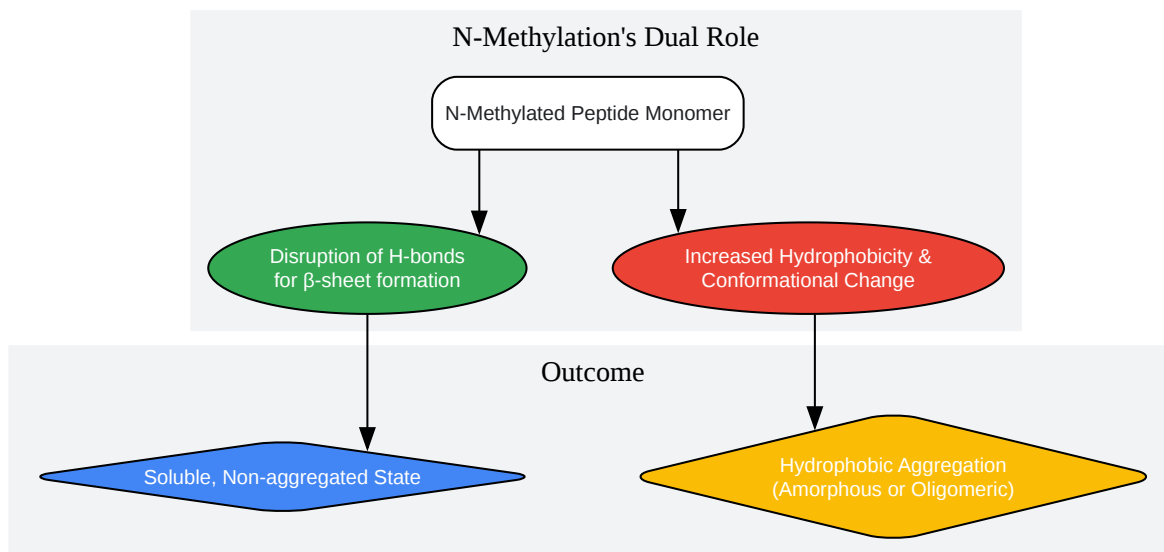 N-Methylation's Dual Role
N-Methylated Peptide Monomer
Disruption of H-bonds
for β-sheet formation
Increased Hydrophobicity &
Conformational Change
Outcome
Soluble, Non-aggregated State
Hydrophobic Aggregation
(Amorphous or Oligomeric)